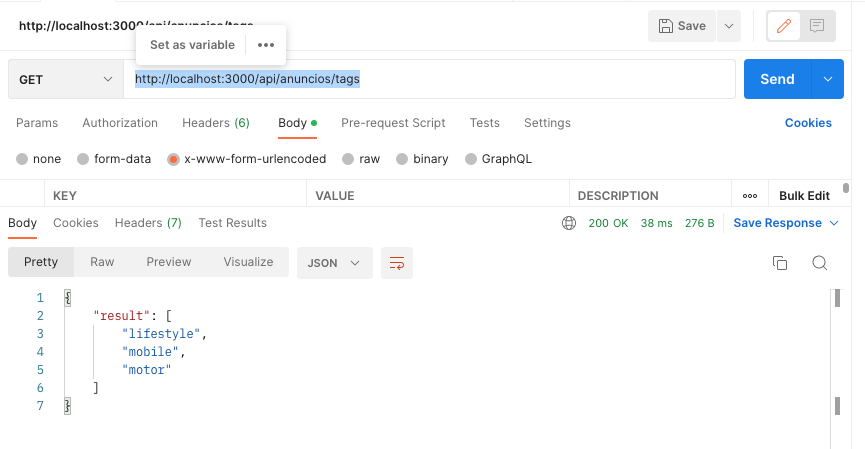 http://localhost:3000/api/anuncios/tags
Save
Set as variable
GET http://localhost:3000/api/anuncios/tags Send
Params Authorization Headers (6) Body Pre-request Script Tests Settings Cookies
none form-data x-www-form-urlencoded raw binary GraphQL
KEY VALUE DESCRIPTION Bulk Edit
Body Cookies Headers (7) Test Results 200 OK 38 ms 276 B Save Response
Pretty Raw Preview Visualize JSON
1 {
2 "result": [
3 "lifestyle",
4 "mobile",
5 "motor"
6 ]
7 }